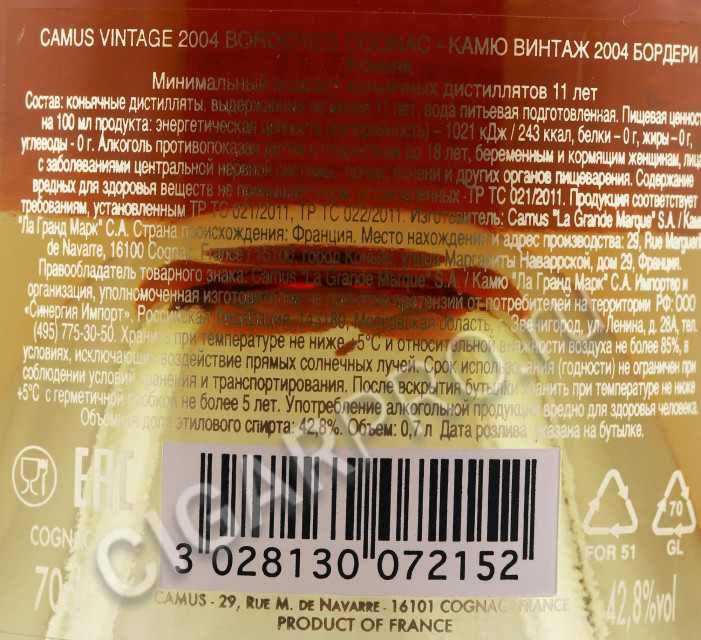 CAMUS VINTAGE 2004 BORDERIES COGNAC - КАМЮ ВИНТАЖ 2004 БОРДЕРИ
Коньяк
Минимальный возраст коньячных дистиллятов 11 лет
Состав: коньячные дистилляты, выдержанные не менее 11 лет, вода питьевая подготовленная. Пищевая ценность
на 100 мл продукта: энергетическая ценность (калорийность) – 1021 кДж / 243 ккал, белки – 0 г, жиры – 0 г,
углеводы - 0 г. Алкоголь противопоказан детям и подросткам до 18 лет, беременным и кормящим женщинам, лица
с заболеваниями центральной нервной системы, почек, печени и других органов пищеварения. Содержание
вредных для здоровья веществ не превышает норм, установленных ТР ТС 021/2011. Продукция соответствует
требованиям, установленным ТР ТС 021/2011, ТР ТС 022/2011. Изготовитель: Camus "La Grande Marque" S.A. / Камю
"Ла Гранд Марк" С.А. Страна происхождения: Франция. Место нахождения и адрес производства: 29, Rue Marguerite
de Navarre, 16100 Cognac, France / 16100, город Коньяк, улица Маргариты Наваррской, дом 29, Франция.
Правообладатель товарного знака: Camus "La Grande Marque" S.A. / Камю "Ла Гранд Марк" С.А. Импортер и
организация, уполномоченная изготовителем на принятие претензий от потребителей на территории РФ: ООО
«Синергия Импорт», Российская Федерация, 143180, Московская область, г. Звенигород, ул. Ленина, д. 28А, тел.
(495) 775-30-50. Хранить при температуре не ниже +5°C и относительной влажности воздуха не более 85%, в
условиях, исключающих воздействие прямых солнечных лучей. Срок использования (годности) не ограничен при
соблюдении условий хранения и транспортирования. После вскрытия бутылки хранить при температуре не ниже
+5°C с герметичной пробкой не более 5 лет. Употребление алкогольной продукции вредно для здоровья человека.
Объемная доля этилового спирта: 42,8%. Объем: 0,7 л Дата розлива указана на бутылке.
EAC
FOR 51
70
GL
COGNAC
70
42,8%vol
3 028130 072152
CAMUS - 29, RUE M. DE NAVARRE - 16101 COGNAC - FRANCE
PRODUCT OF FRANCE
CIGARPRO.RU